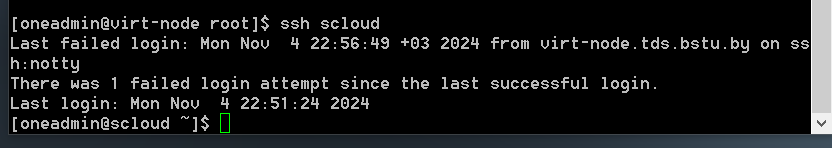 [oneadmin@virt-node root]$ ssh scloud
Last failed login: Mon Nov  4 22:56:49 +03 2024 from virt-node.tds.bstu.by on ss
h:notty
There was 1 failed login attempt since the last successful login.
Last login: Mon Nov  4 22:51:24 2024
[oneadmin@scloud ~]$